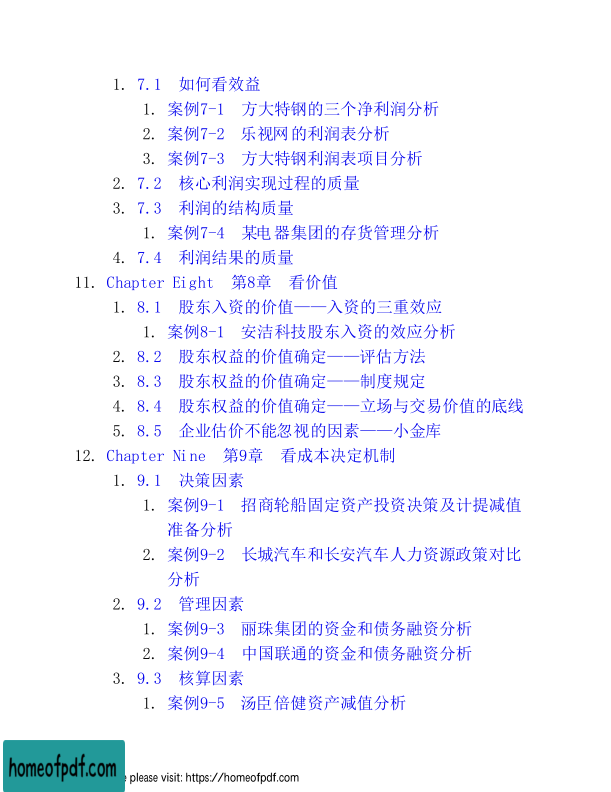 1. 7.1 如何看效益
1. 案例7-1 方大特钢的三个净利润分析
2. 案例7-2 乐视网的利润表分析
3. 案例7-3 方大特钢利润表项目分析
2. 7.2 核心利润实现过程的质量
3. 7.3 利润的结构质量
1. 案例7-4 某电器集团的存货管理分析
4. 7.4 利润结果的质量
11. Chapter Eight 第8章 看价值
1. 8.1 股东入资的价值——入资的三重效应
1. 案例8-1 安洁科技股东入资的效应分析
2. 8.2 股东权益的价值确定——评估方法
3. 8.3 股东权益的价值确定——制度规定
4. 8.4 股东权益的价值确定——立场与交易价值的底线
5. 8.5 企业估价不能忽视的因素——小金库
12. Chapter Nine 第9章 看成本决定机制
1. 9.1 决策因素
1. 案例9-1 招商轮船固定资产投资决策及计提减值
准备分析
2. 案例9-2 长城汽车和长安汽车人力资源政策对比
分析
2. 9.2 管理因素
1. 案例9-3 丽珠集团的资金和债务融资分析
2. 案例9-4 中国联通的资金和债务融资分析
3. 9.3 核算因素
1. 案例9-5 汤臣倍健资产减值分析
homeofpdf.com
please visit: https://homeofpdf.com